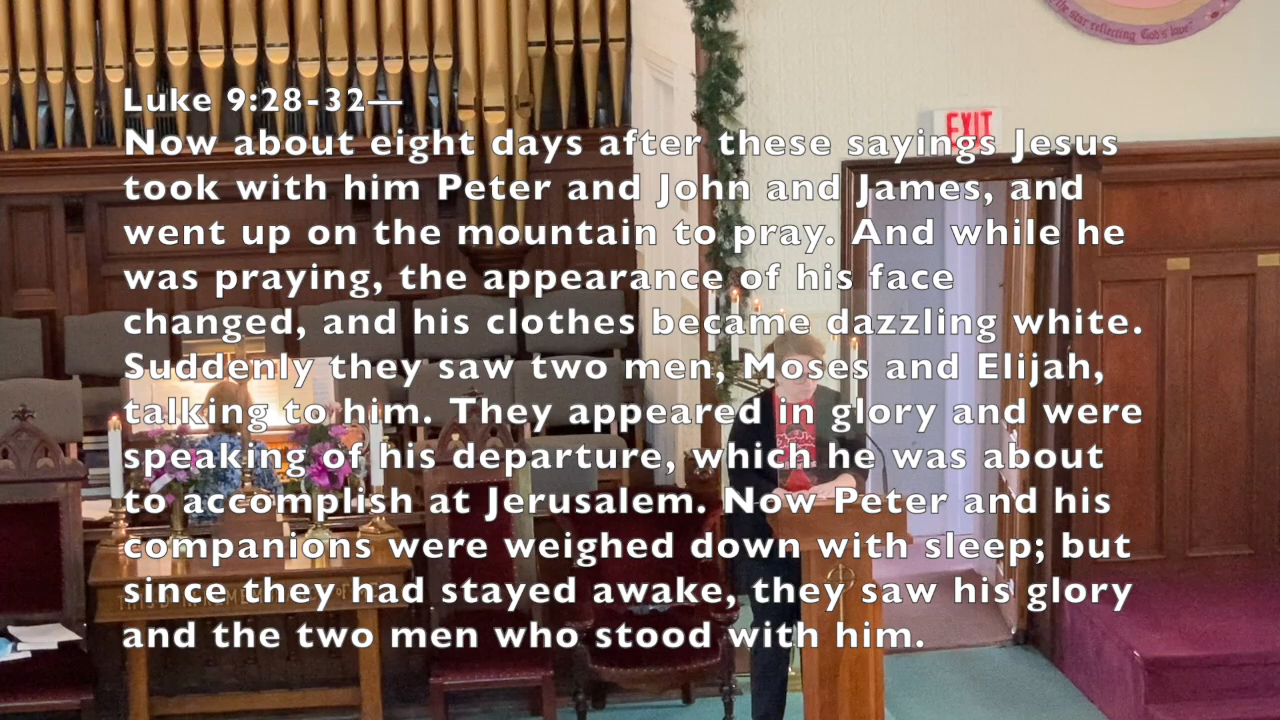 the star reflecting God's love
EXIT
Luke 9:28-32—
Now about eight days after these sayings Jesus
took with him Peter and John and James, and
went up on the mountain to pray. And while he
was praying, the appearance of his face
changed, and his clothes became dazzling white.
Suddenly they saw two men, Moses and Elijah,
talking to him. They appeared in glory and were
speaking of his departure, which he was about
to accomplish at Jerusalem. Now Peter and his
companions were weighed down with sleep; but
since they had stayed awake, they saw his glory
and the two men who stood with him.